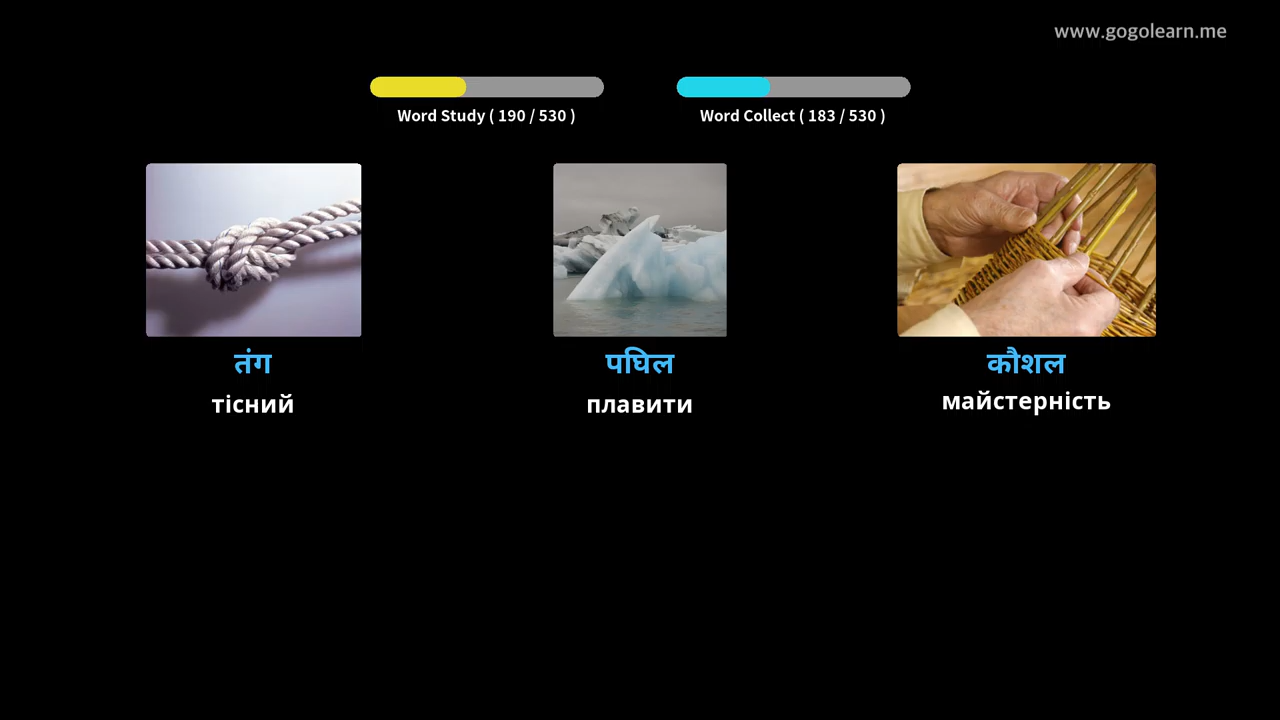 www.gogolearn.me
Word Study ( 190 / 530 )
Word Collect ( 183 / 530 )
तंग
पघिल
कौशल
тісний
плавити
майстерність